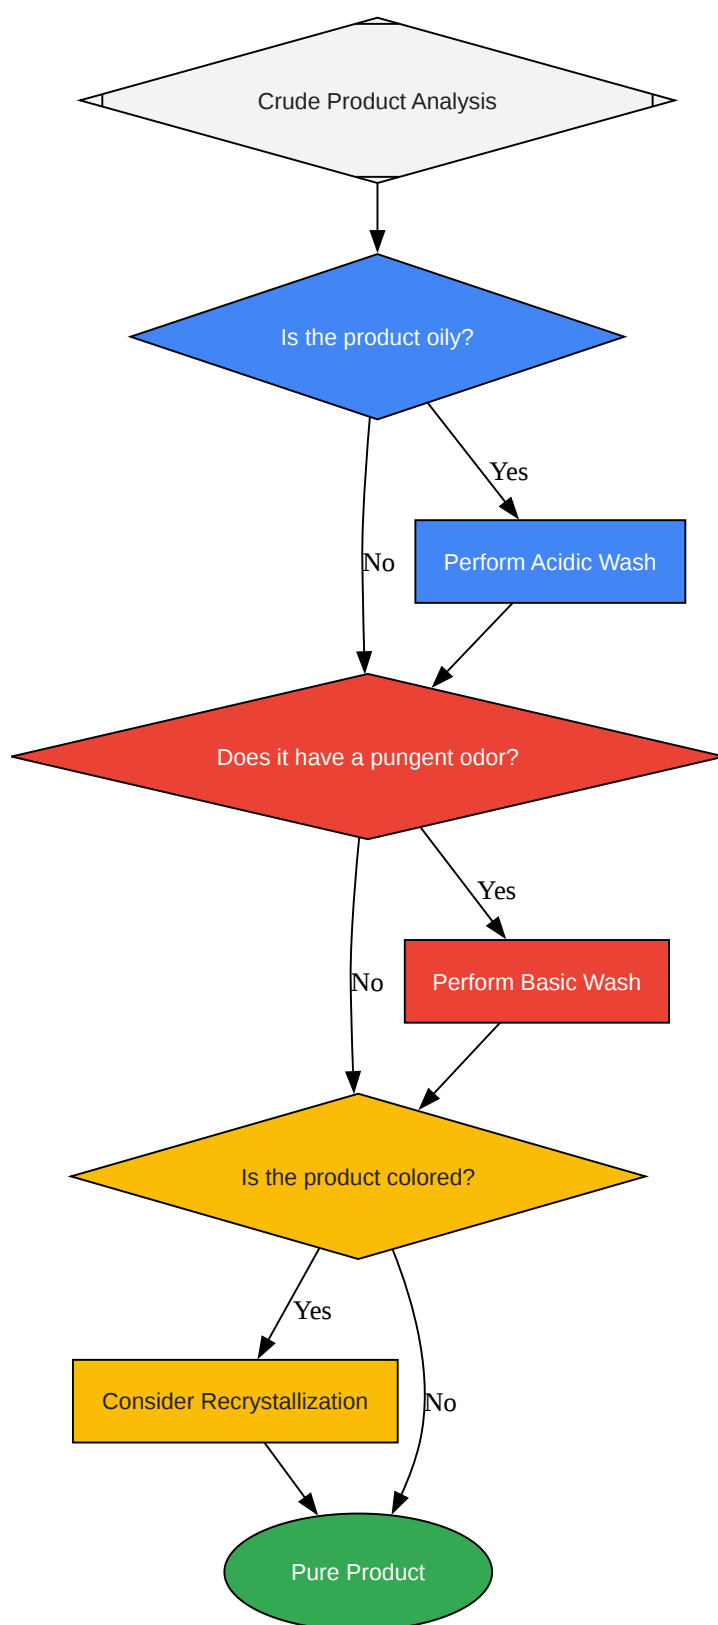 Crude Product Analysis
Is the product oily?
Yes
No
Perform Acidic Wash
Does it have a pungent odor?
Yes
No
Perform Basic Wash
Is the product colored?
Yes
Consider Recrystallization
No
Pure Product